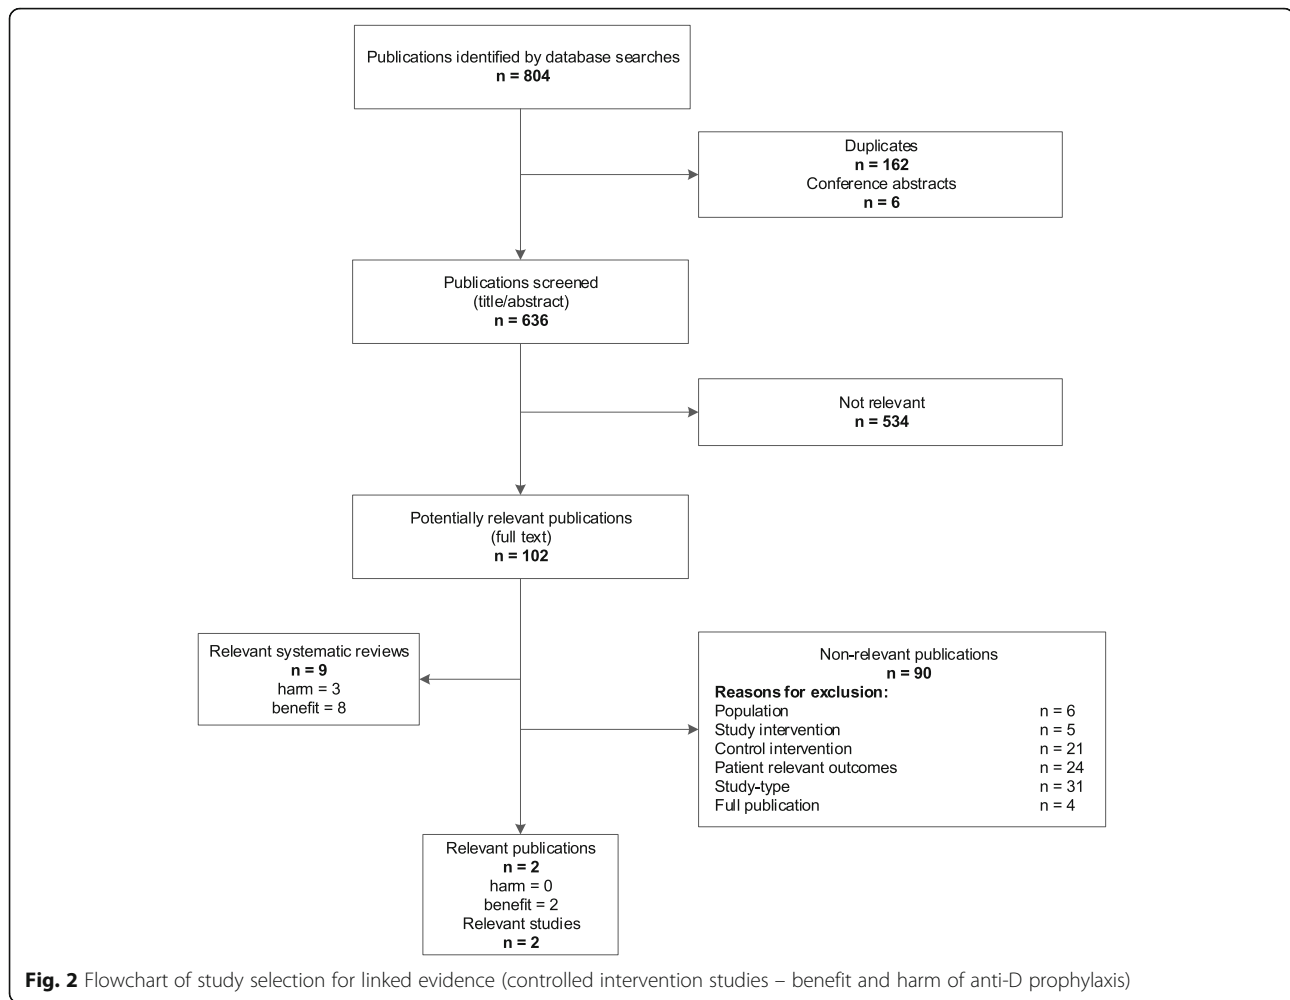 Publications identified by database searches
n = 804
Duplicates
n = 162
Conference abstracts
n = 6
Publications screened
(title/abstract)
n = 636
Not relevant
n = 534
Potentially relevant publications
(full text)
n = 102
Relevant systematic reviews
n = 9
harm = 3
benefit = 8
Non-relevant publications
n = 90
Reasons for exclusion:
Population n = 6
Study intervention n = 5
Control intervention n = 21
Patient relevant outcomes n = 24
Study-type n = 31
Full publication n = 4
Relevant publications
n = 2
harm = 0
benefit = 2
Relevant studies
n = 2
Fig. 2 Flowchart of study selection for linked evidence (controlled intervention studies – benefit and harm of anti-D prophylaxis)